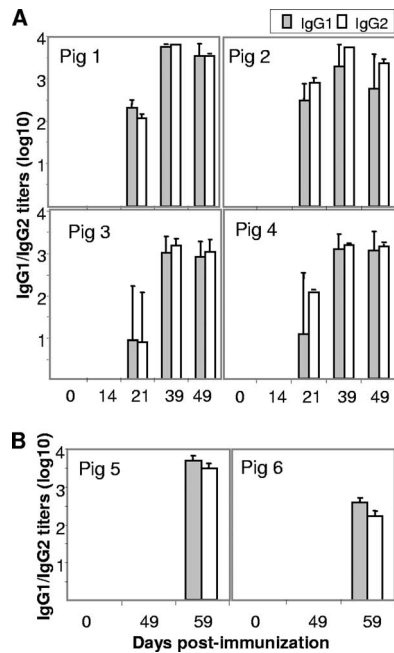 A
IgG1 IgG2
4
Pig 1 Pig 2
3
2
1
IgG1/IgG2 titers (log10)
4
Pig 3 Pig 4
3
2
1
0 14 21 39 49 0 14 21 39 49
B
4
Pig 5 Pig 6
3
2
1
IgG1/IgG2 titers (log10)
0 49 59 0 49 59
Days post-immunization